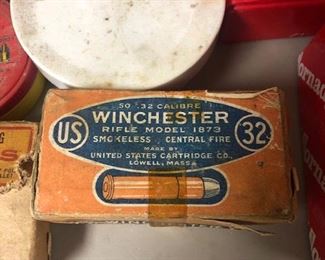 50 .32 CALIBRE
WINCHESTER
RIFLE MODEL 1873
SMOKELESS CENTRAL FIRE
US
32
MADE BY
UNITED STATES CARTRIDGE CO.,
LOWELL, MASS.
Hornad